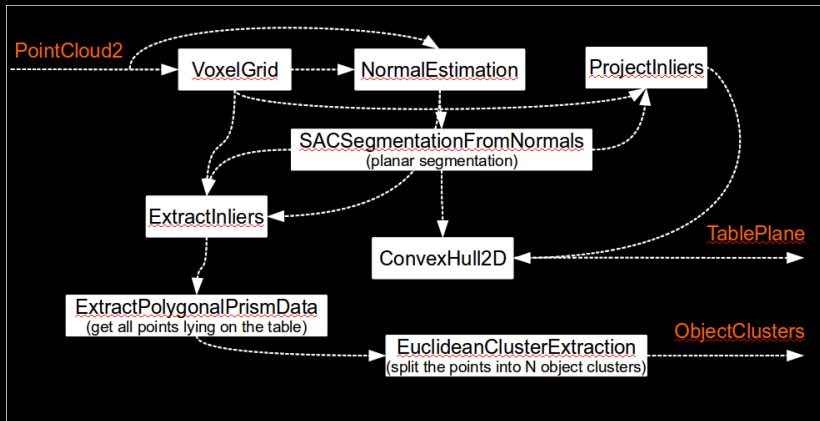 PointCloud2
VoxelGrid
NormalEstimation
ProjectInliers
SACSegmentationFromNormals
(planar segmentation)
ExtractInliers
TablePlane
ConvexHull2D
ExtractPolygonalPrismData
(get all points lying on the table)
ObjectClusters
EuclideanClusterExtraction
(split the points into N object clusters)